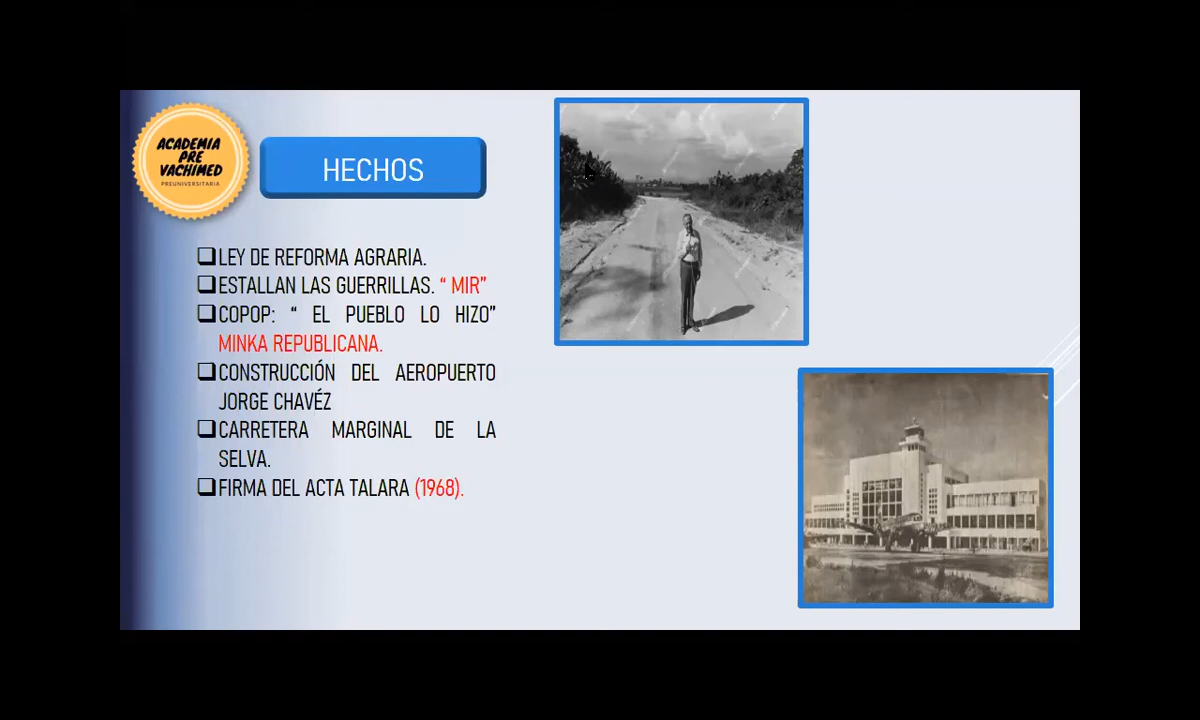 ACADEMIA
PRE
VACHIMED
PREUNIVERSITARIA
HECHOS
❑LEY DE REFORMA AGRARIA.
❑ESTALLAN LAS GUERRILLAS. “ MIR”
❑COPOP: “ EL PUEBLO LO HIZO”
MINKA REPUBLICANA.
❑CONSTRUCCIÓN DEL AEROPUERTO
JORGE CHAVÉZ
❑CARRETERA MARGINAL DE LA
SELVA.
❑FIRMA DEL ACTA TALARA (1968).